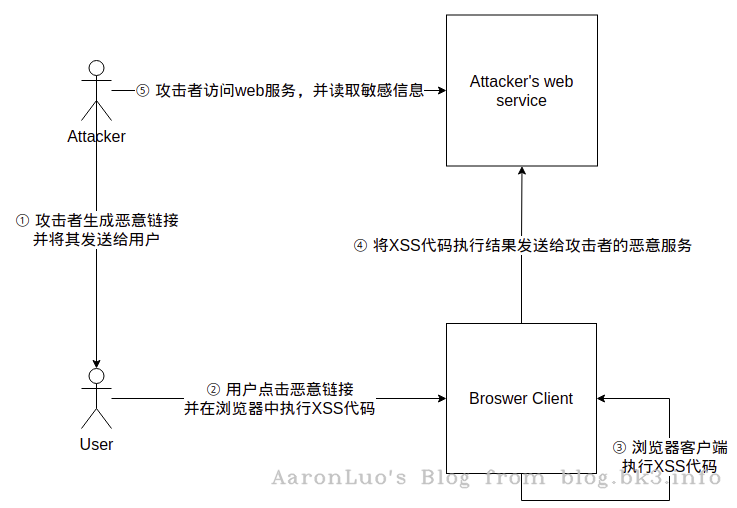 Attacker's web
service
⑤ 攻击者访问web服务，并读取敏感信息
Attacker
① 攻击者生成恶意链接
并将其发送给用户
④ 将XSS代码执行结果发送给攻击者的恶意服务
② 用户点击恶意链接
并在浏览器中执行XSS代码
Broswer Client
User
③ 浏览器客户端
执行XSS代码
AaronLuo's Blog from blog.bk3.info